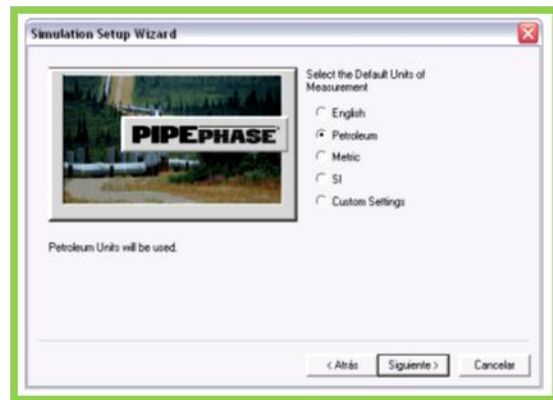 Simulation Setup Wizard
PIPEPHASE
Select the Default Units of
Measurement
English
Petroleum
Metric
SI
Custom Settings
Petroleum Units will be used.
< Atrás
Siguiente >
Cancelar